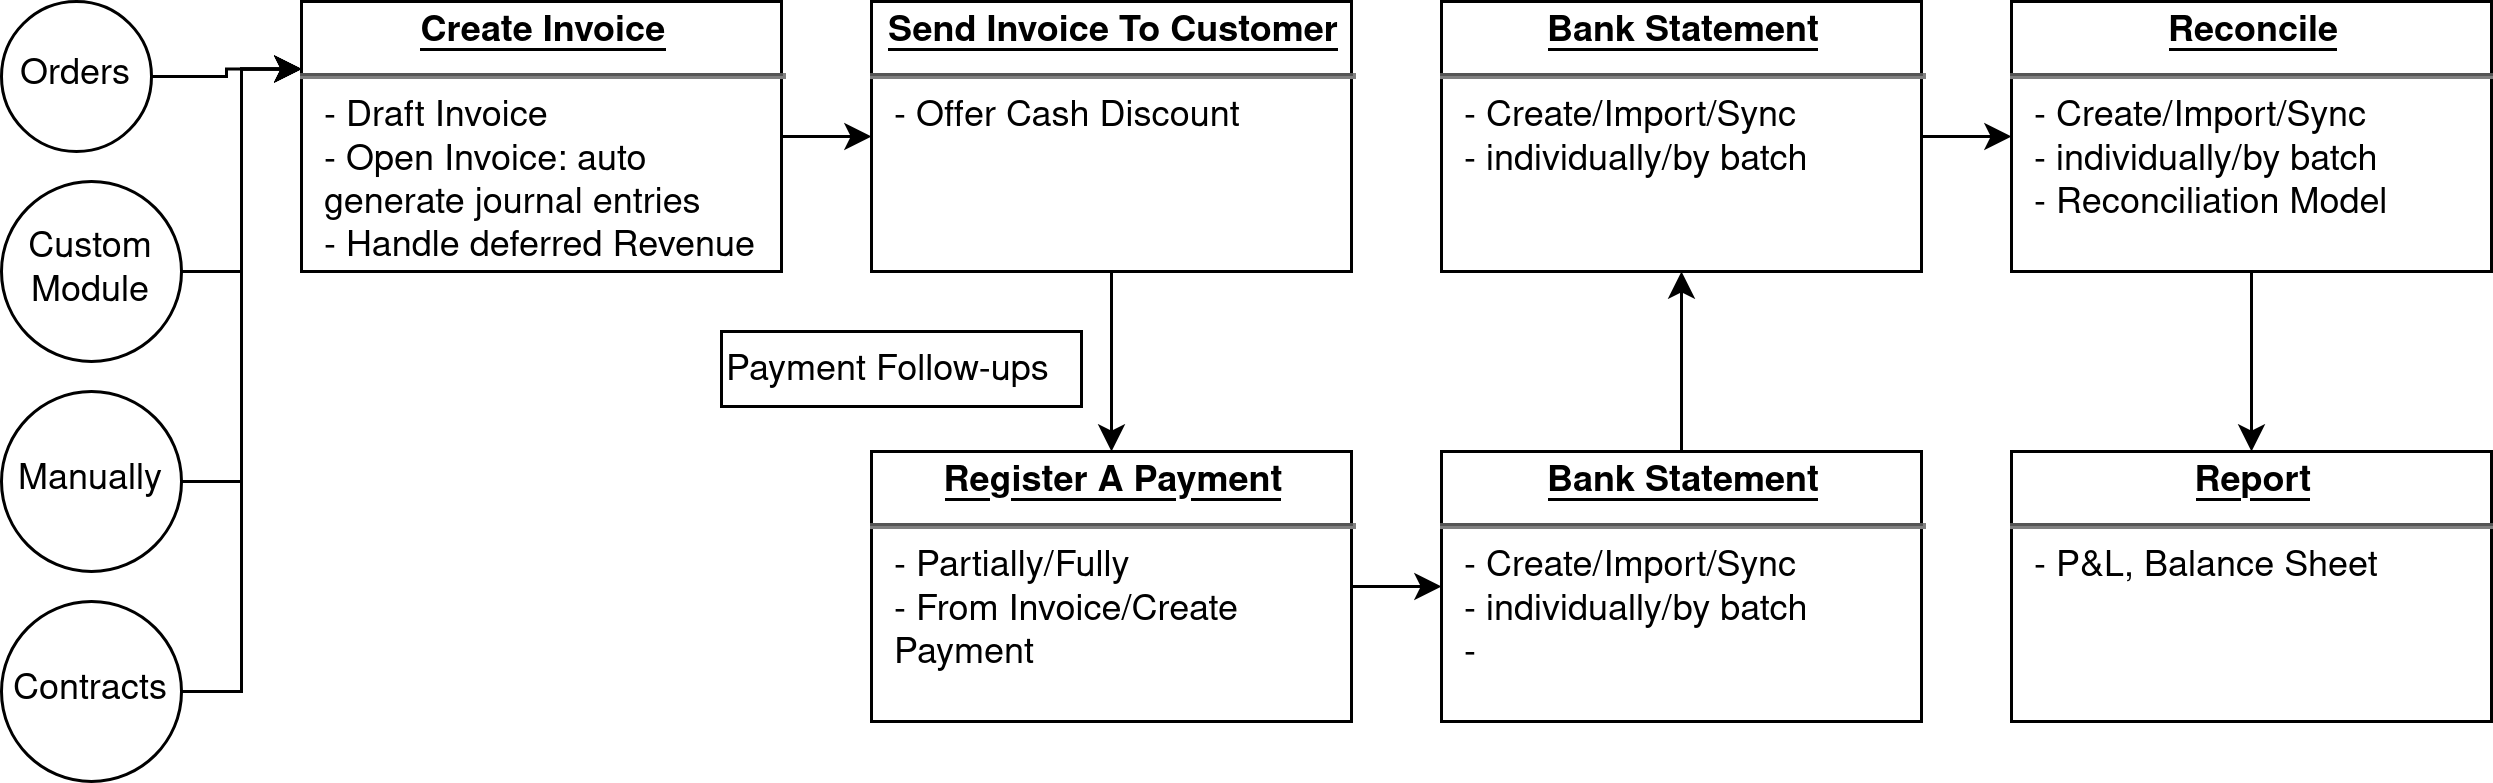 Orders
Custom
Module
Manually
Contracts
Create Invoice
- Draft Invoice
- Open Invoice: auto
generate journal entries
- Handle deferred Revenue
Send Invoice To Customer
- Offer Cash Discount
Payment Follow-ups
Register A Payment
- Partially/Fully
- From Invoice/Create
Payment
Bank Statement
- Create/Import/Sync
- individually/by batch
-
Bank Statement
- Create/Import/Sync
- individually/by batch
Reconcile
- Create/Import/Sync
- individually/by batch
- Reconciliation Model
Report
- P&L, Balance Sheet